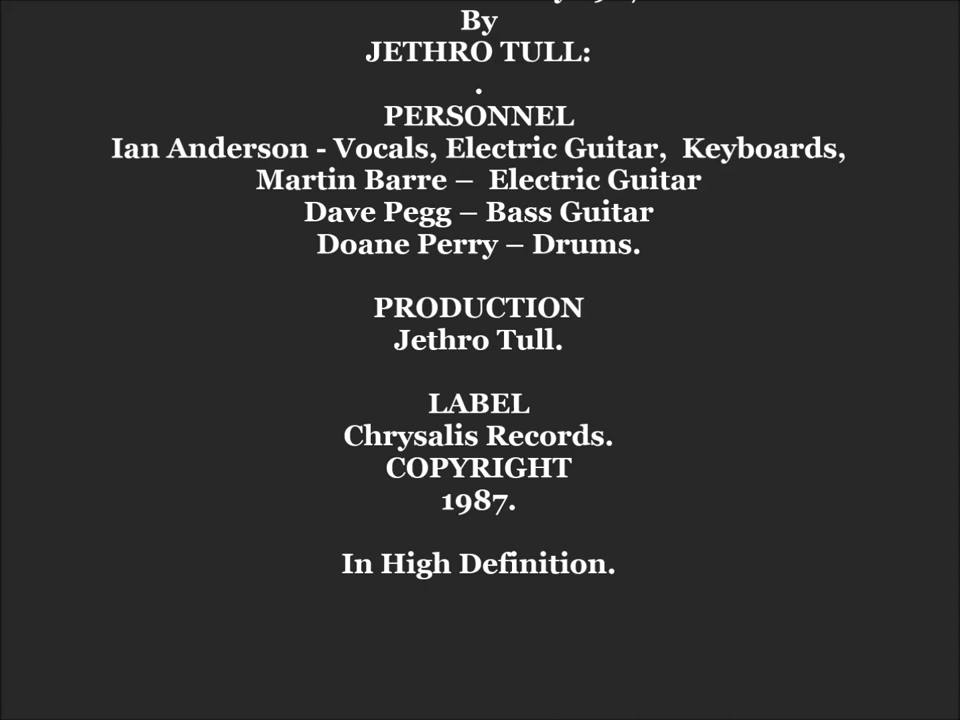 By
JETHRO TULL:
.
PERSONNEL
Ian Anderson - Vocals, Electric Guitar,  Keyboards,
Martin Barre –  Electric Guitar
Dave Pegg – Bass Guitar
Doane Perry – Drums.
PRODUCTION
Jethro Tull.
LABEL
Chrysalis Records.
COPYRIGHT
1987.
In High Definition.